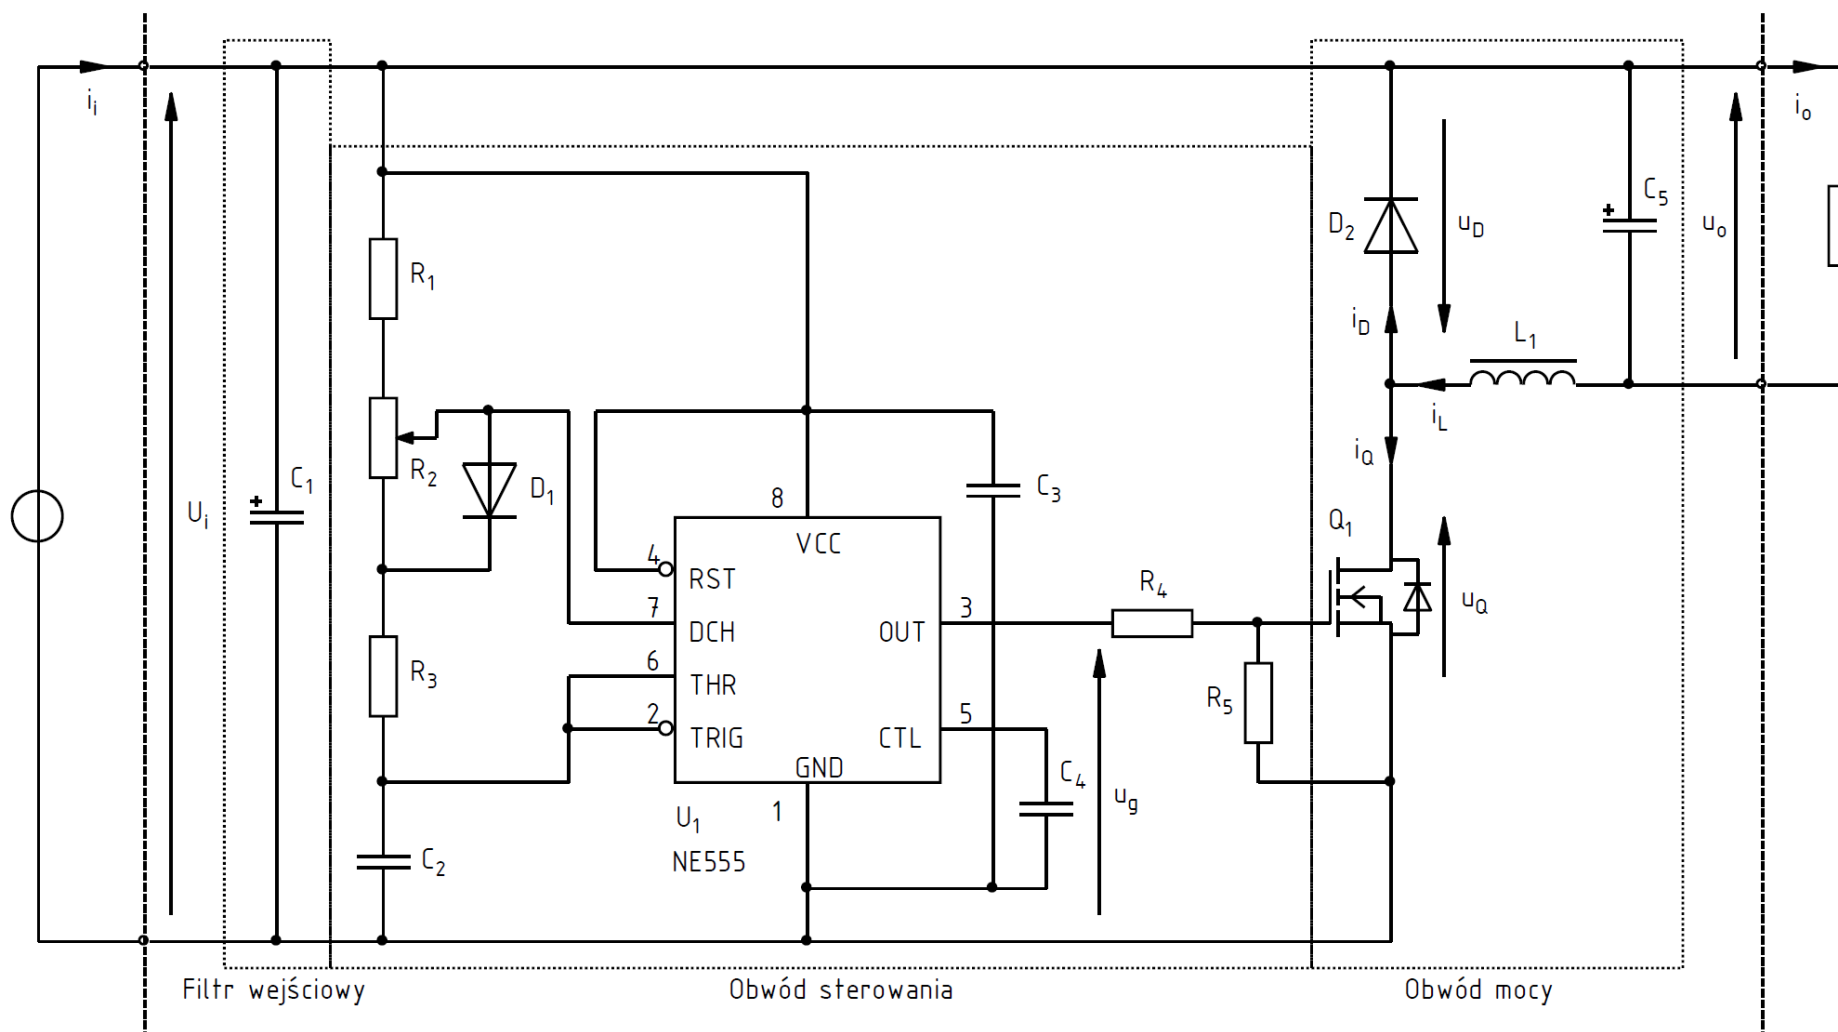 i_i
U_i
C_1
+
R_1
R_2
D_1
R_3
C_2
8
VCC
4
RST
7
DCH
6
THR
2
TRIG
3
OUT
5
CTL
GND
1
U_1
NE555
C_3
C_4
u_g
R_4
R_5
Q_1
u_Q
i_Q
i_D
i_L
L_1
D_2
u_D
C_5
+
u_o
i_o
Filtr wejściowy
Obwód sterowania
Obwód mocy